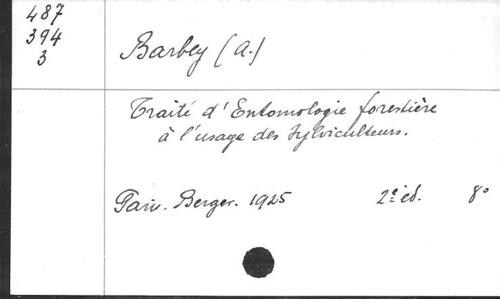 487
394
3
Barbey (A.)
Traité d'Entomologie forestière
à l'usage des Sylviculteurs.
Paris. Berger. 1925 2e éd. 8°